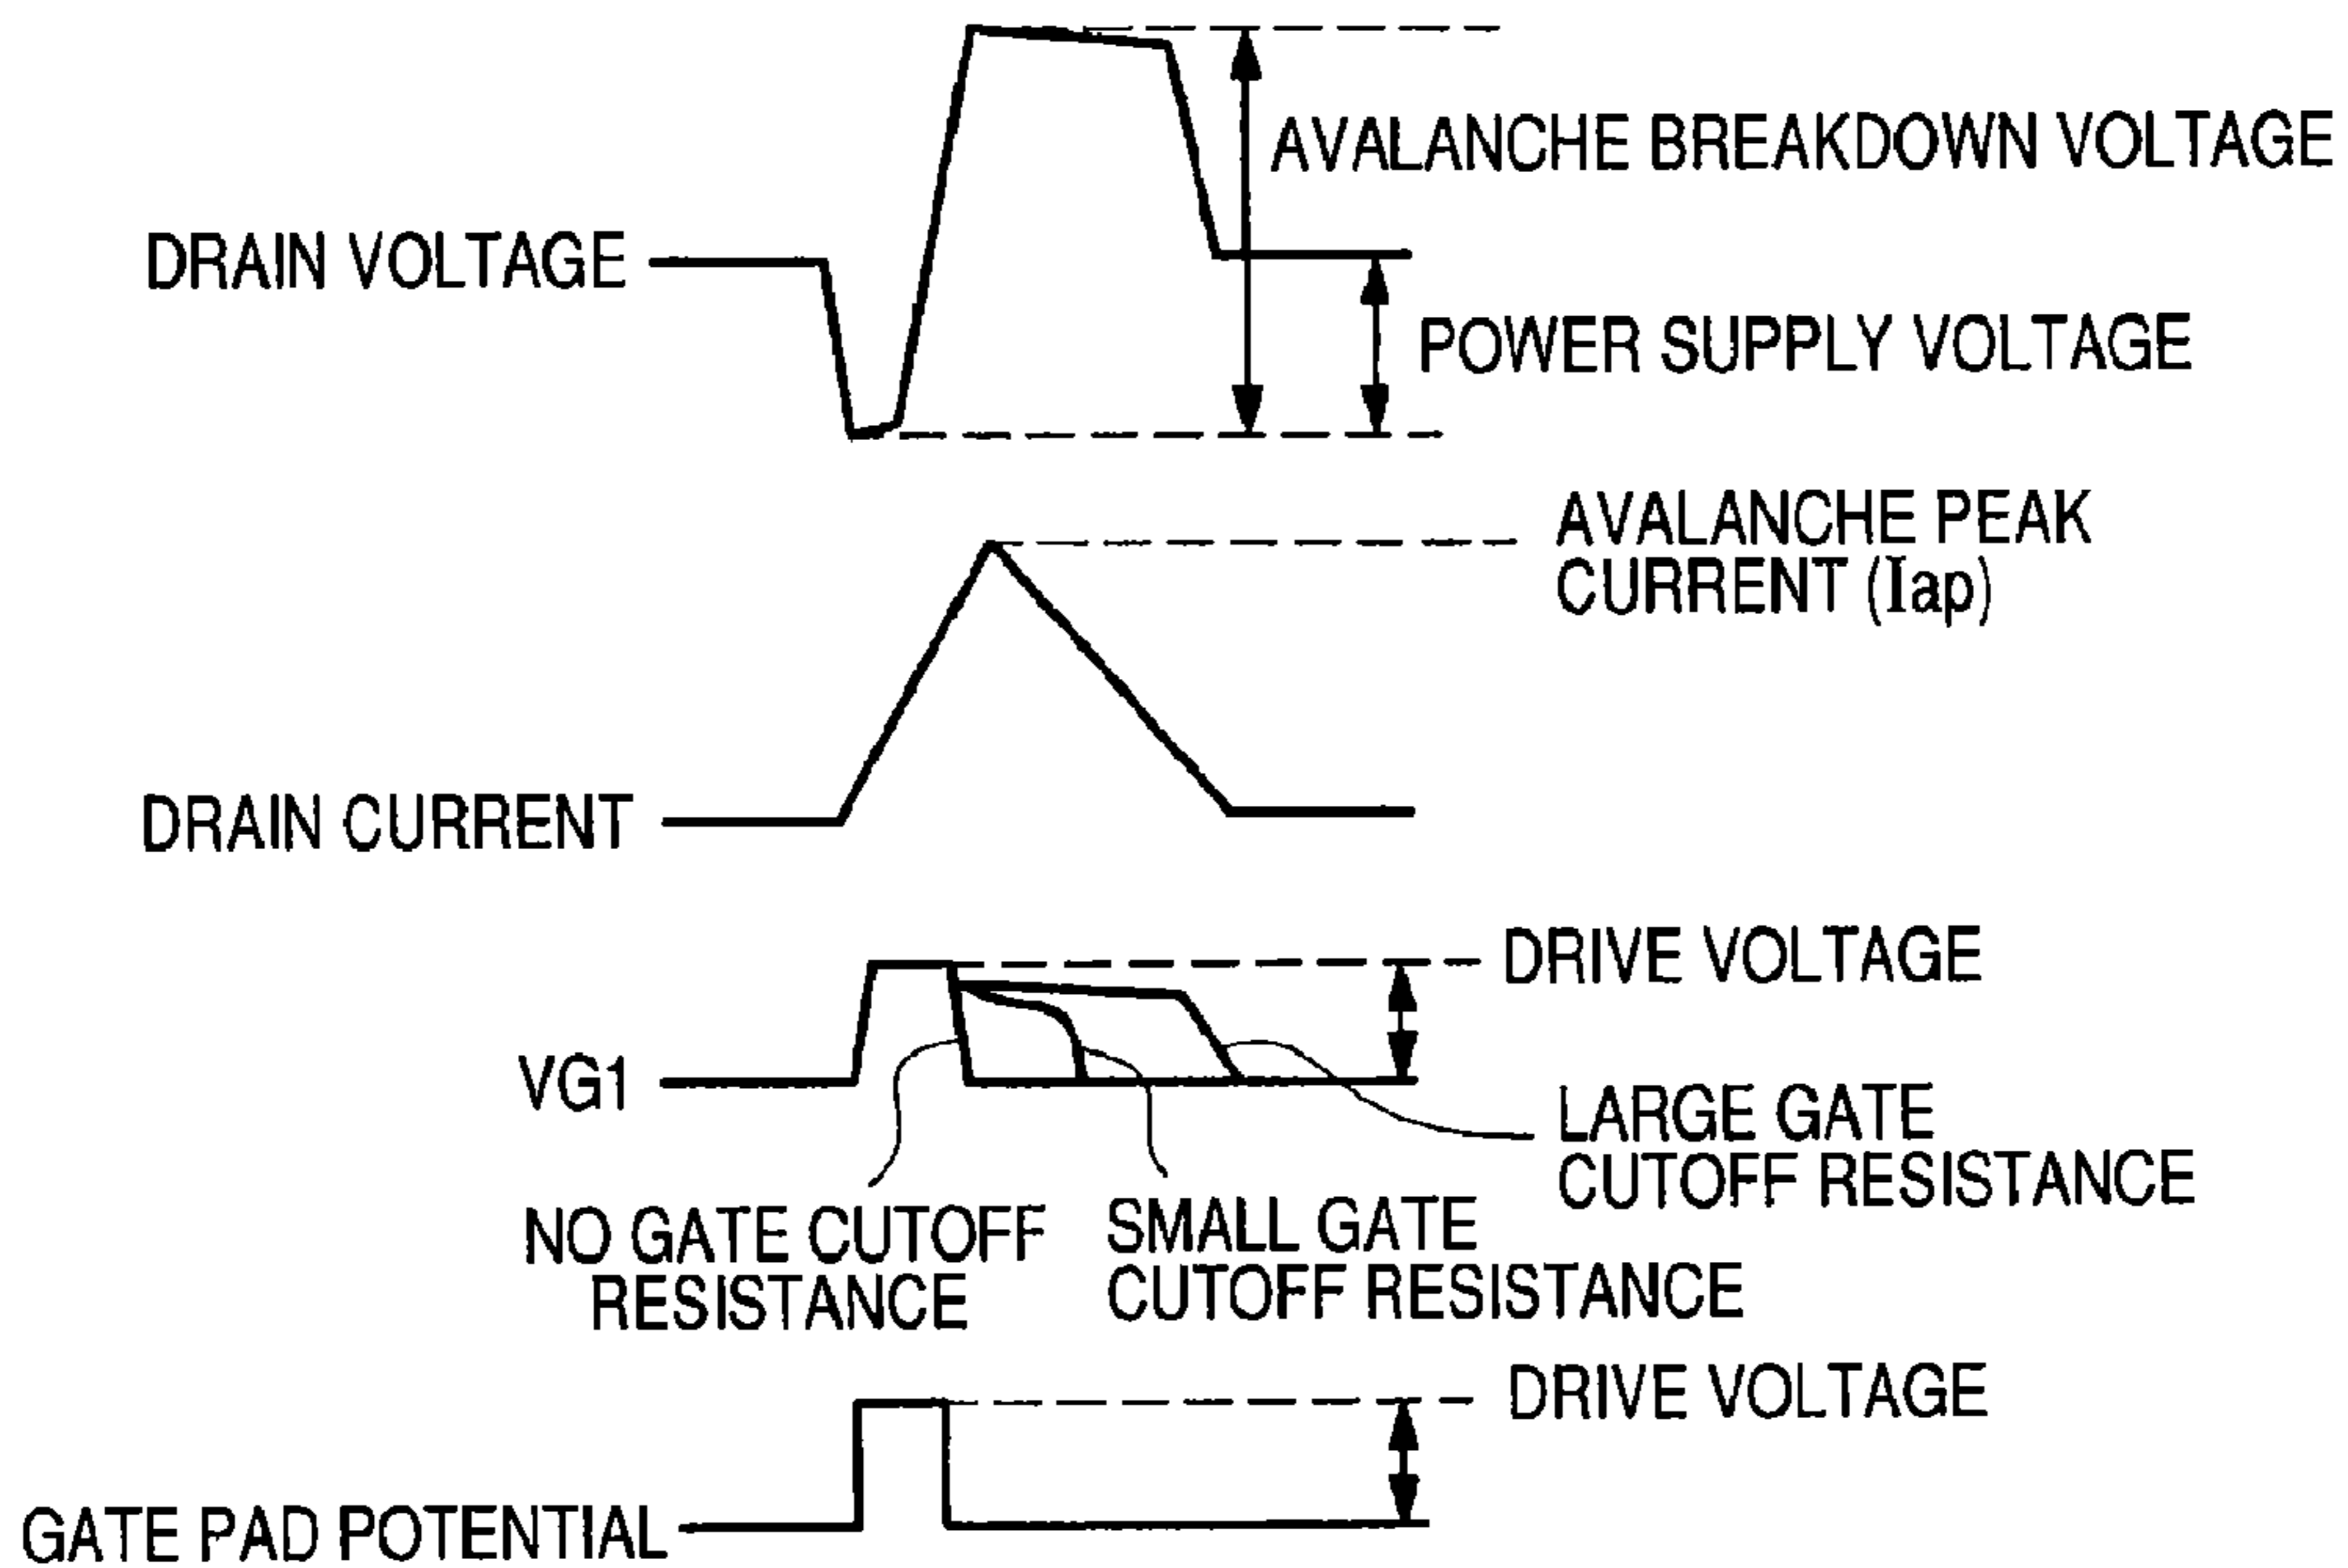 AVALANCHE BREAKDOWN VOLTAGE
DRAIN VOLTAGE
POWER SUPPLY VOLTAGE
AVALANCHE PEAK
CURRENT (Iap)
DRAIN CURRENT
DRIVE VOLTAGE
VG1
LARGE GATE
CUTOFF RESISTANCE
NO GATE CUTOFF
RESISTANCE
SMALL GATE
CUTOFF RESISTANCE
DRIVE VOLTAGE
GATE PAD POTENTIAL